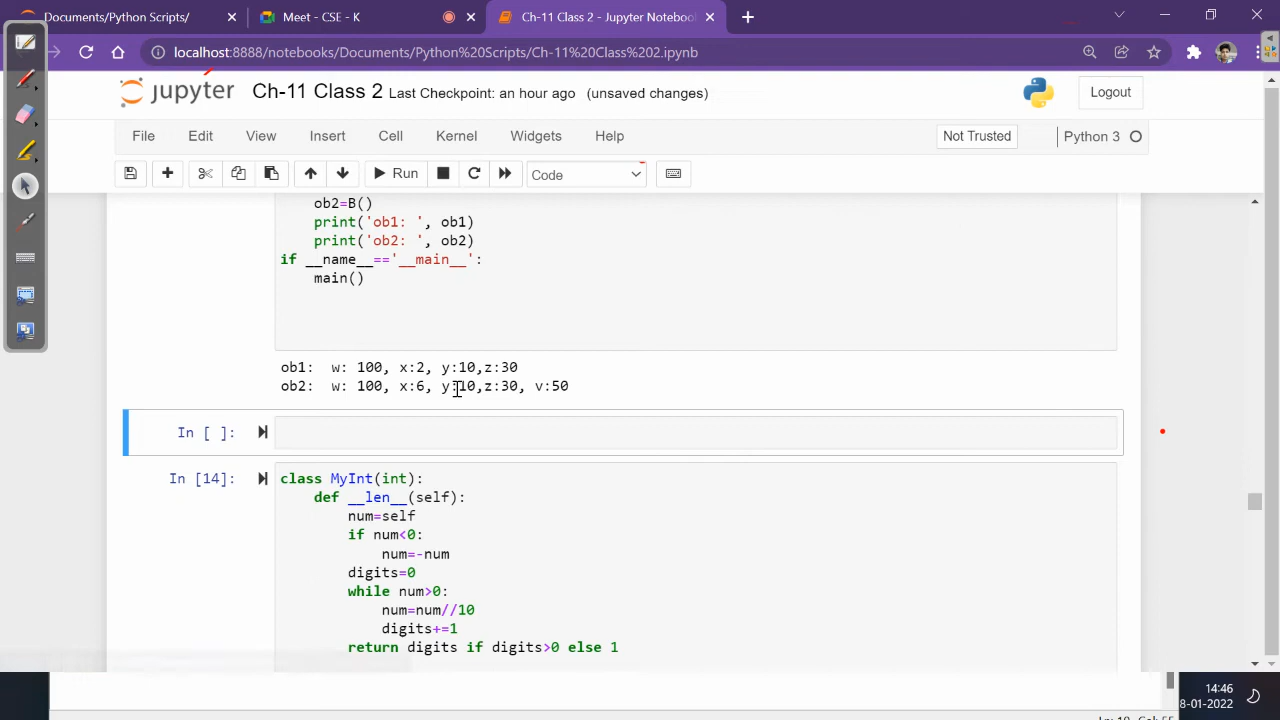 Documents/Python Scripts/
Meet - CSE - K
Ch-11 Class 2 - Jupyter Notebook
localhost:8888/notebooks/Documents/Python%20Scripts/Ch-11%20Class%202.ipynb
jupyter Ch-11 Class 2 Last Checkpoint: an hour ago (unsaved changes)
Logout
File Edit View Insert Cell Kernel Widgets Help
Not Trusted
Python 3
Run
Code
ob2=B()
print('ob1: ', ob1)
print('ob2: ', ob2)
if __name__=='__main__':
main()
ob1:  w: 100, x:2, y:10,z:30
ob2:  w: 100, x:6, y:10,z:30, v:50
In [ ]:
In [14]:
class MyInt(int):
def __len__(self):
num=self
if num<0:
num=-num
digits=0
while num>0:
num=num//10
digits+=1
return digits if digits>0 else 1
14:46
8-01-2022